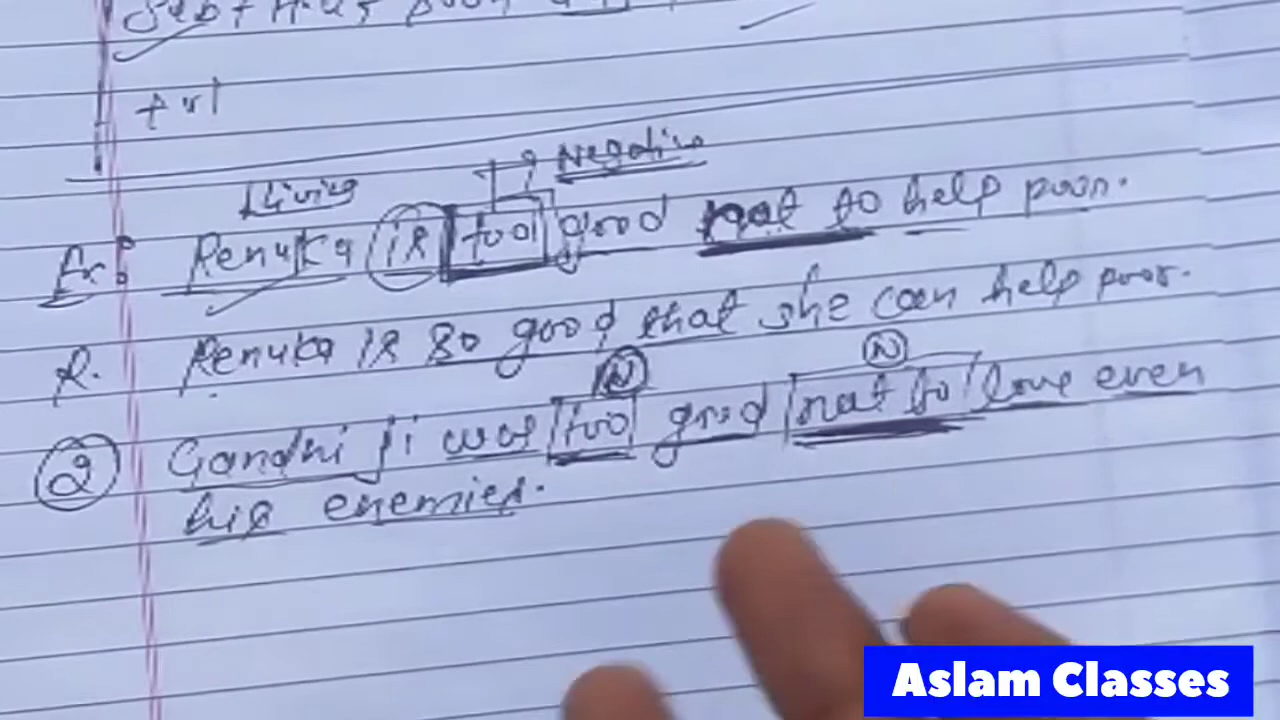 + v1
Negative
Living
Ex: Renuka is too good not to help poor.
R. Renuka is so good that she can help poor.
N N
2 Gandhi ji was too good not to love even
his enemies.
Aslam Classes